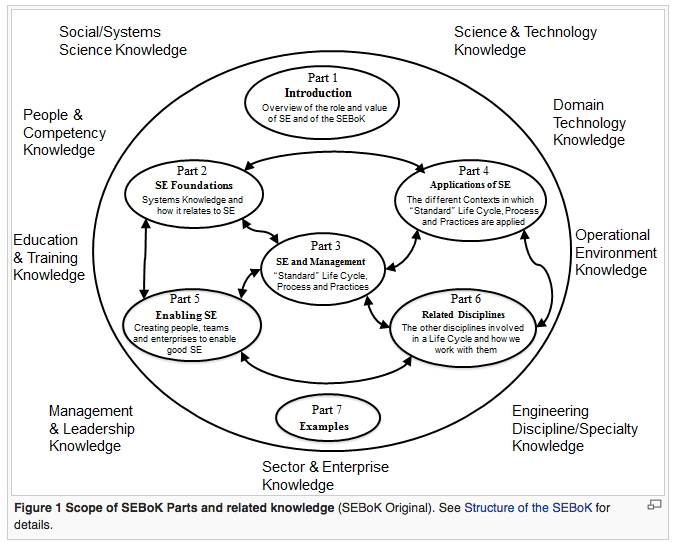 Social/Systems
Science Knowledge
Science & Technology
Knowledge
People &
Competency
Knowledge
Domain
Technology
Knowledge
Part 1
Introduction
Overview of the role and value
of SE and of the SEBoK
Part 2
SE Foundations
Systems Knowledge and
how it relates to SE
Part 4
Applications of SE
The different Contexts in which
“Standard” Life Cycle, Process
and Practices are applied
Education
& Training
Knowledge
Part 3
SE and Management
“Standard” Life Cycle,
Process and Practices
Operational
Environment
Knowledge
Part 5
Enabling SE
Creating people, teams
and enterprises to enable
good SE
Part 6
Related Disciplines
The other disciplines involved
in a Life Cycle and how we
work with them
Management
& Leadership
Knowledge
Part 7
Examples
Engineering
Discipline/Specialty
Knowledge
Sector & Enterprise
Knowledge
Figure 1 Scope of SEBoK Parts and related knowledge (SEBoK Original). See Structure of the SEBoK for
details.